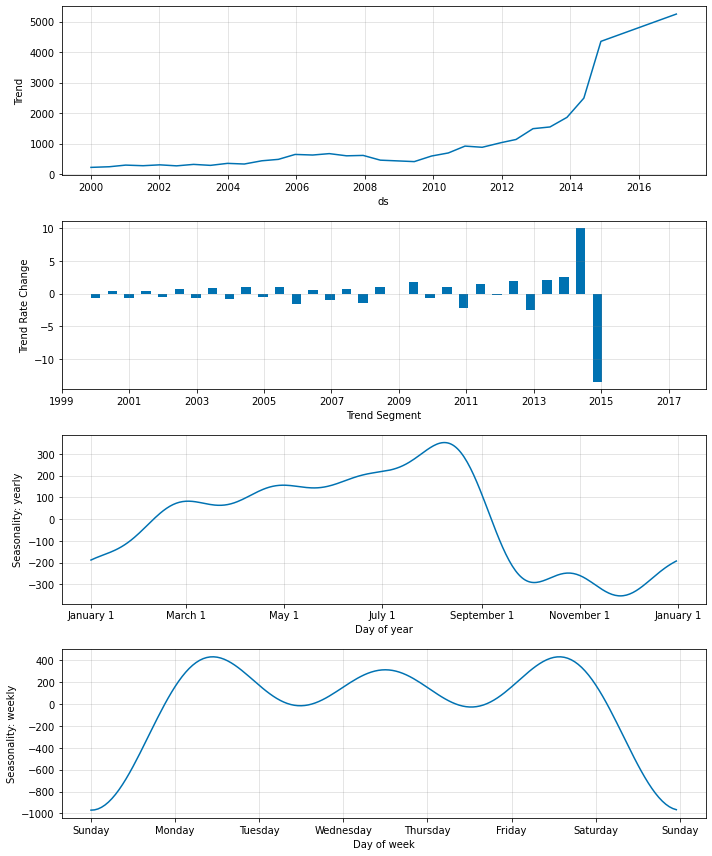 Trend
5000
4000
3000
2000
1000
0
2000 2002 2004 2006 2008 2010 2012 2014 2016
ds
Trend Rate Change
10
5
0
−5
−10
1999 2001 2003 2005 2007 2009 2011 2013 2015 2017
Trend Segment
Seasonality: yearly
300
200
100
0
−100
−200
−300
January 1 March 1 May 1 July 1 September 1 November 1 January 1
Day of year
Seasonality: weekly
400
200
0
−200
−400
−600
−800
−1000
Sunday Monday Tuesday Wednesday Thursday Friday Saturday Sunday
Day of week